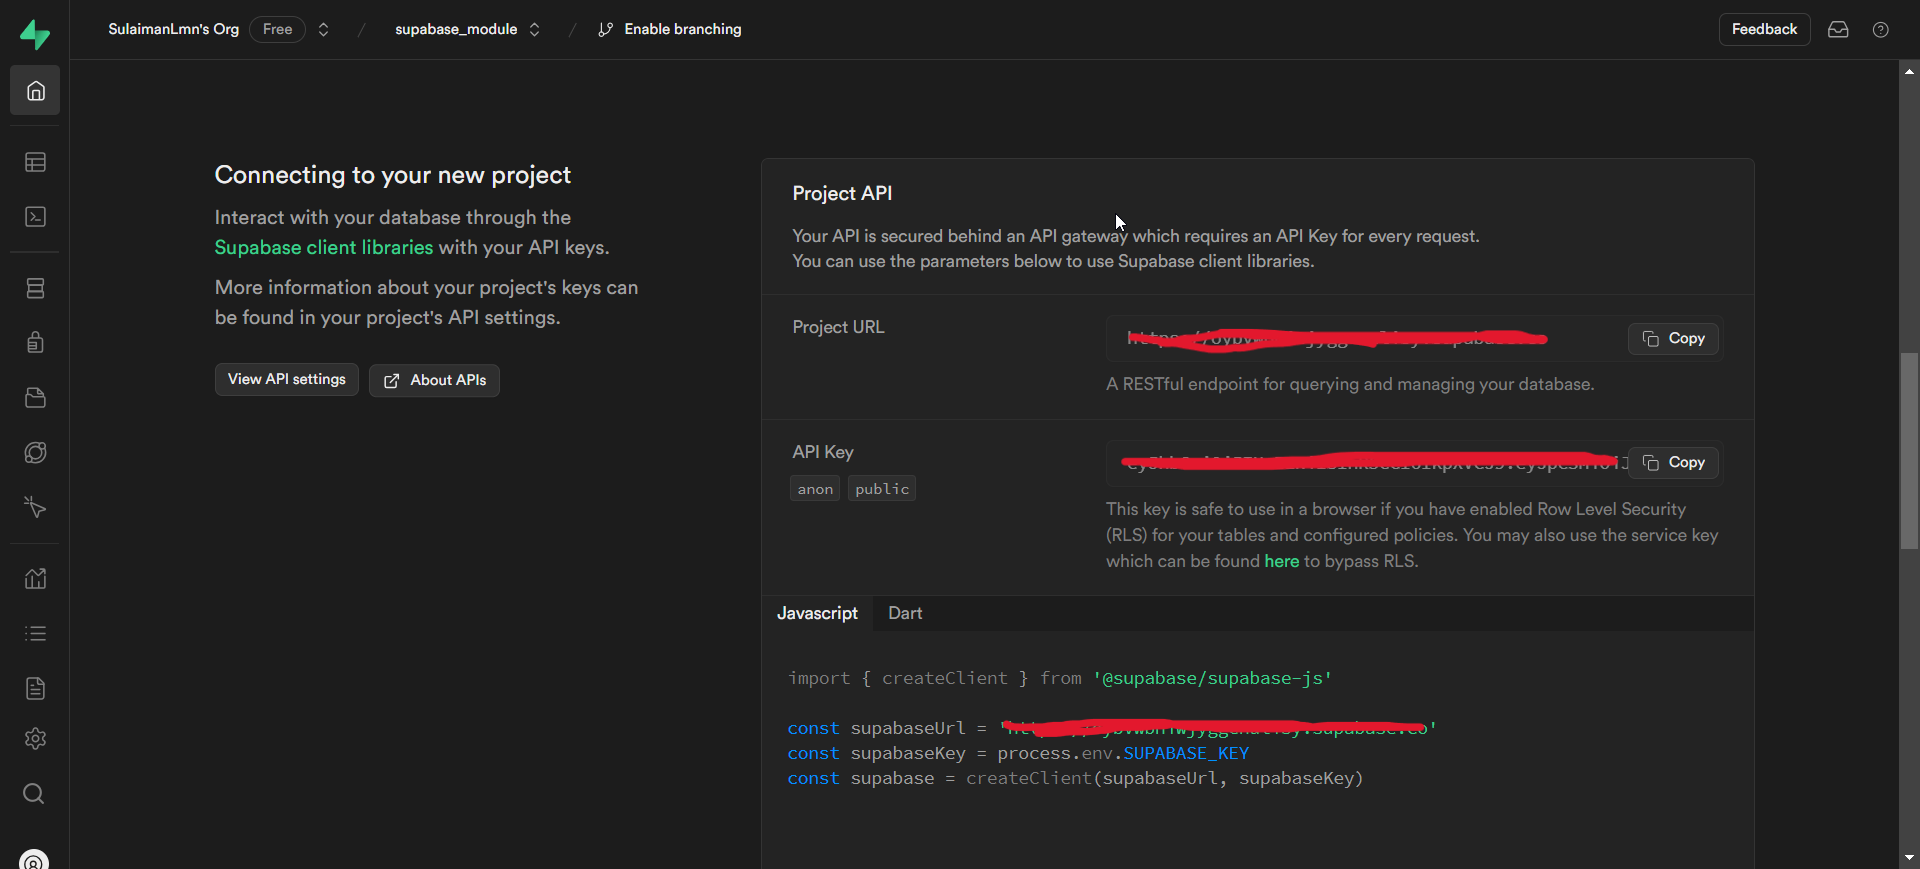 SulaimanLmn's Org Free / supabase_module / Enable branching
Feedback
Connecting to your new project
Interact with your database through the
Supabase client libraries with your API keys.
More information about your project's keys can
be found in your project's API settings.
View API settings
About APIs
Project API
Your API is secured behind an API gateway which requires an API Key for every request.
You can use the parameters below to use Supabase client libraries.
Project URL
Copy
A RESTful endpoint for querying and managing your database.
API Key
anon public
Copy
This key is safe to use in a browser if you have enabled Row Level Security
(RLS) for your tables and configured policies. You may also use the service key
which can be found here to bypass RLS.
Javascript Dart
import { createClient } from '@supabase/supabase-js'
const supabaseUrl =
const supabaseKey = process.env.SUPABASE_KEY
const supabase = createClient(supabaseUrl, supabaseKey)